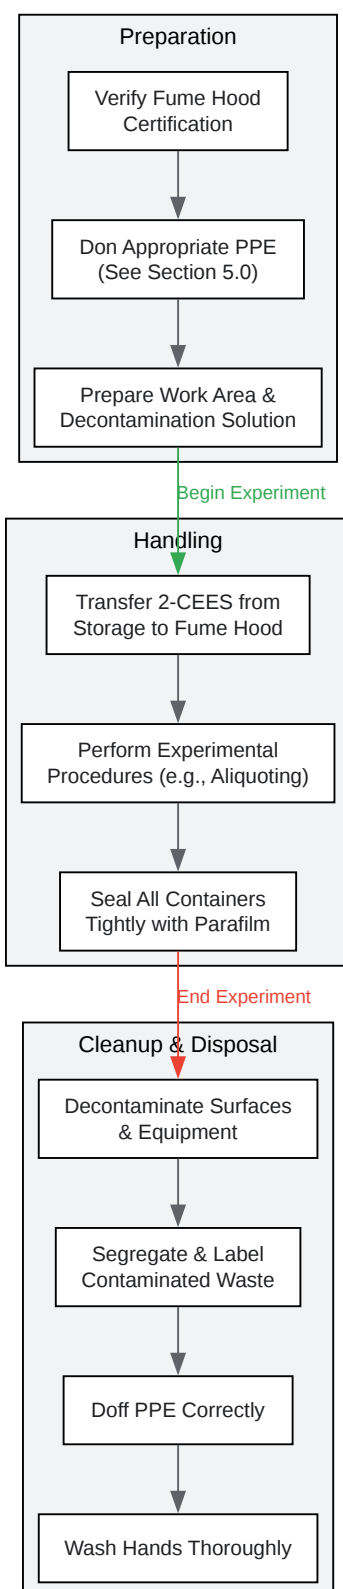 Preparation
Verify Fume Hood
Certification
Don Appropriate PPE
(See Section 5.0)
Prepare Work Area &
Decontamination Solution
Begin Experiment
Handling
Transfer 2-CEES from
Storage to Fume Hood
Perform Experimental
Procedures (e.g., Aliquoting)
Seal All Containers
Tightly with Parafilm
End Experiment
Cleanup & Disposal
Decontaminate Surfaces
& Equipment
Segregate & Label
Contaminated Waste
Doff PPE Correctly
Wash Hands Thoroughly